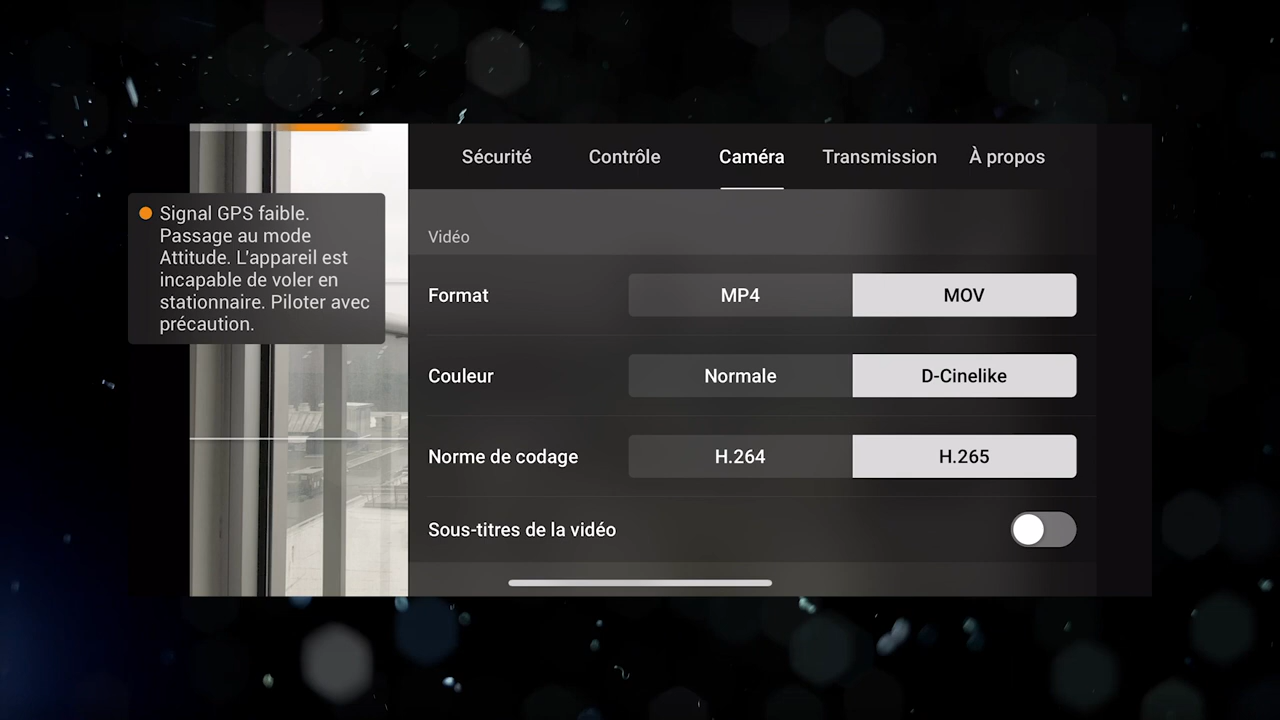 Sécurité Contrôle Caméra Transmission À propos
Signal GPS faible.
Passage au mode
Attitude. L'appareil est
incapable de voler en
stationnaire. Piloter avec
précaution.
Vidéo
Format MP4 MOV
Couleur Normale D-Cinelike
Norme de codage H.264 H.265
Sous-titres de la vidéo